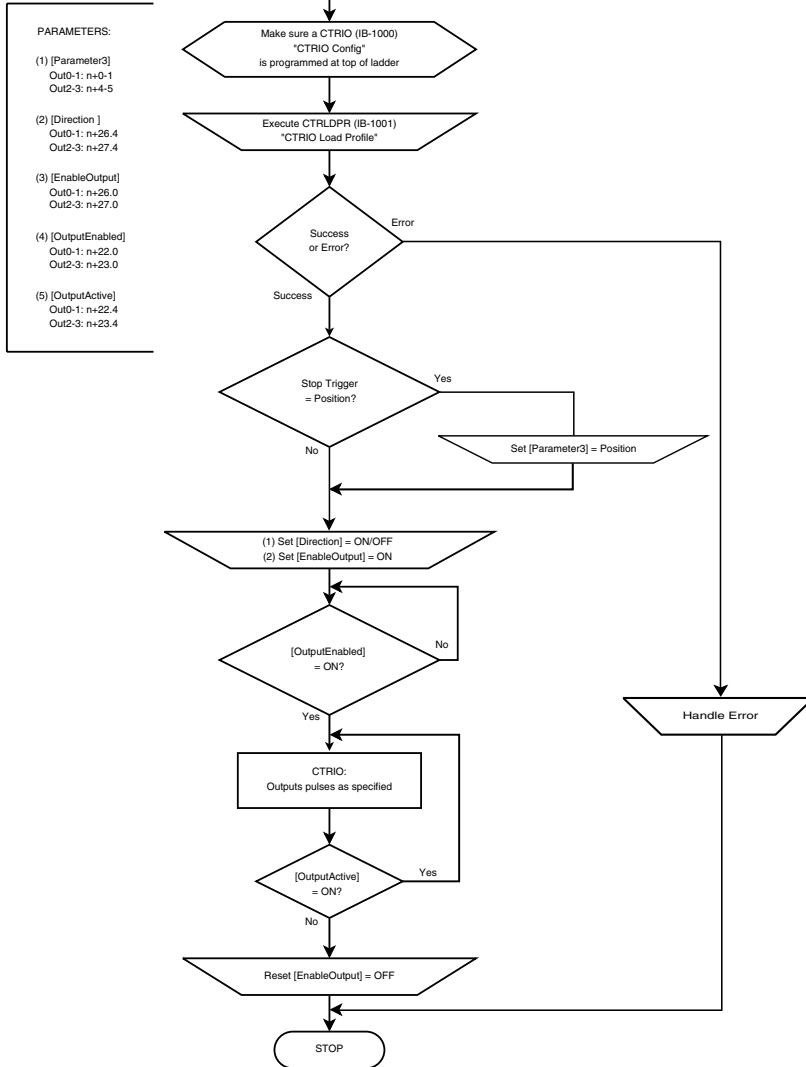 PARAMETERS:
(1) [Parameter3]
Out0-1: n+0-1
Out2-3: n+4-5
(2) [Direction ]
Out0-1: n+26.4
Out2-3: n+27.4
(3) [EnableOutput]
Out0-1: n+26.0
Out2-3: n+27.0
(4) [OutputEnabled]
Out0-1: n+22.0
Out2-3: n+23.0
(5) [OutputActive]
Out0-1: n+22.4
Out2-3: n+23.4
Make sure a CTRIO (IB-1000)
"CTRIO Config"
is programmed at top of ladder
Execute CTRLDPR (IB-1001)
"CTRIO Load Profile"
Success
or Error?
Error
Success
Stop Trigger
= Position?
Yes
No
Set [Parameter3] = Position
(1) Set [Direction] = ON/OFF
(2) Set [EnableOutput] = ON
[OutputEnabled]
= ON?
No
Yes
Handle Error
CTRIO:
Outputs pulses as specified
[OutputActive]
= ON?
Yes
No
Reset [EnableOutput] = OFF
STOP